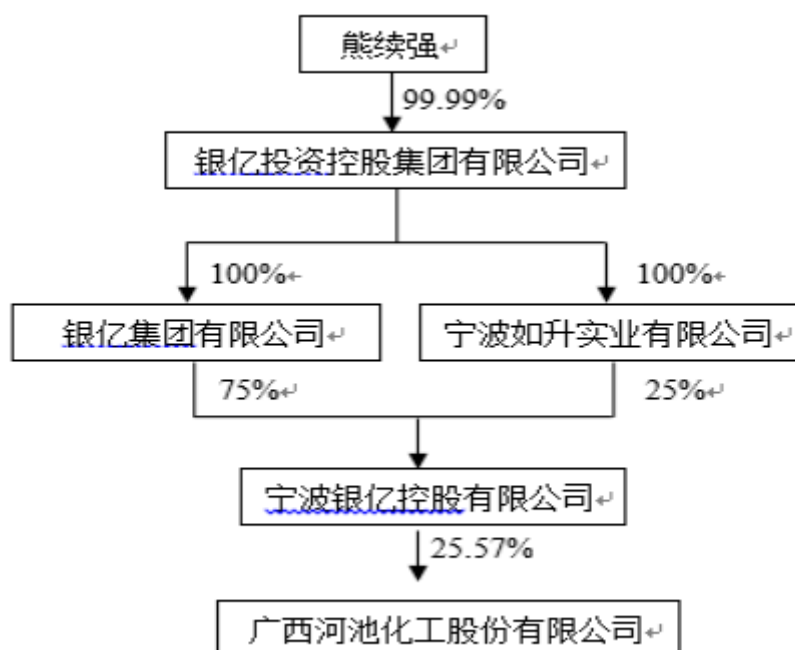 熊续强
99.99%
银亿投资控股集团有限公司
100%
100%
银亿集团有限公司
宁波如升实业有限公司
75%
25%
宁波银亿控股有限公司
25.57%
广西河池化工股份有限公司